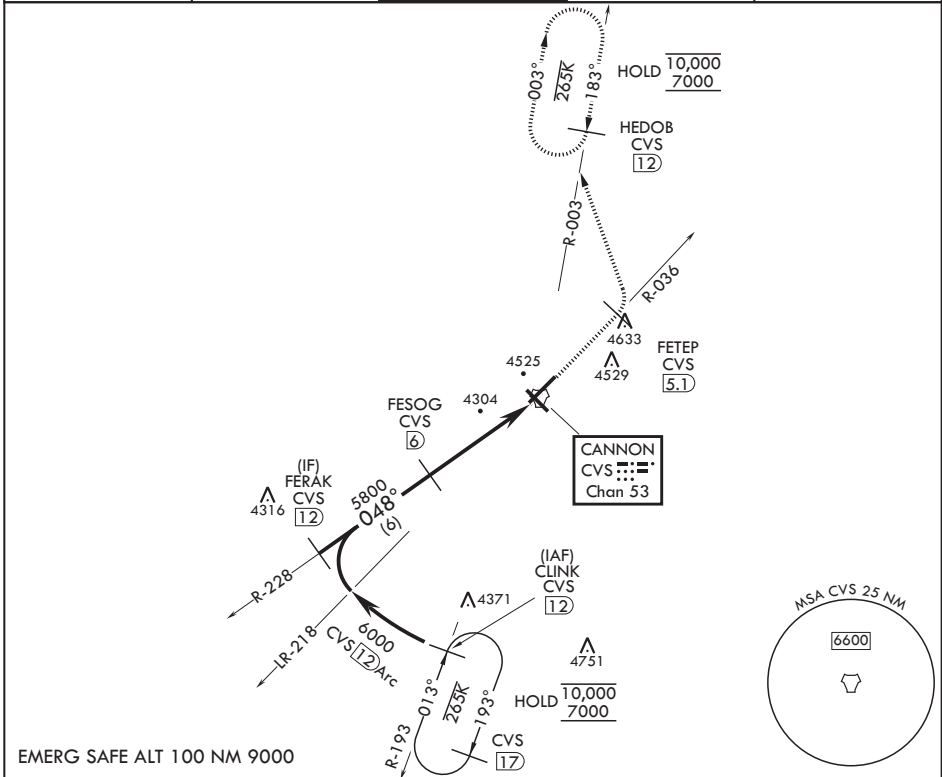 003°
265K
183°
HOLD 10,000
7000
HEDOB
CVS
12
R-003
R-036
4633
4525
4529
FETEP
CVS
5.1
4304
FESOG
CVS
6
CANNON
CVS
Chan 53
(IF)
FERAK
CVS
12
4316
5800
048°
(6)
R-228
(IAF)
CLINK
CVS
12
4371
LR-218
6000
CVS 12 Arc
4751
013°
265K
193°
HOLD 10,000
7000
R-193
CVS
17
MSA CVS 25 NM
6600
EMERG SAFE ALT 100 NM 9000